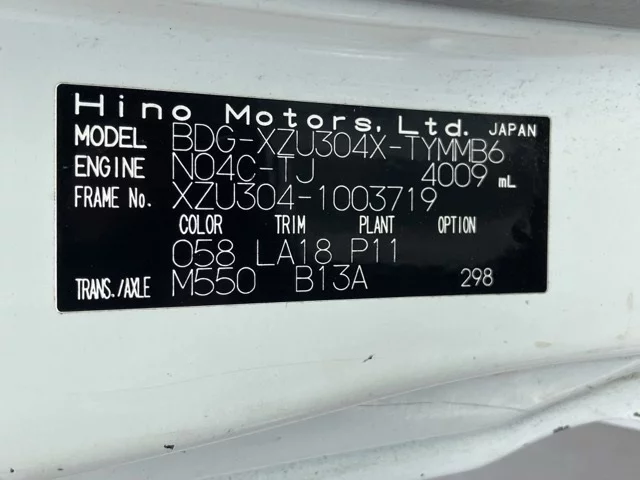 Hino Motors, Ltd. JAPAN
MODEL BDG-XZU304X-TYMMB6
ENGINE N04C-TJ 4009 mL
FRAME No. XZU304-1003719
COLOR TRIM PLANT OPTION
058 LA18 P11
TRANS./AXLE M550 B13A 298